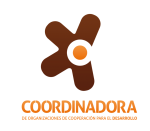 COORDINADORA
DE ORGANIZACIONES DE COOPERACIÓN PARA EL DESARROLLO